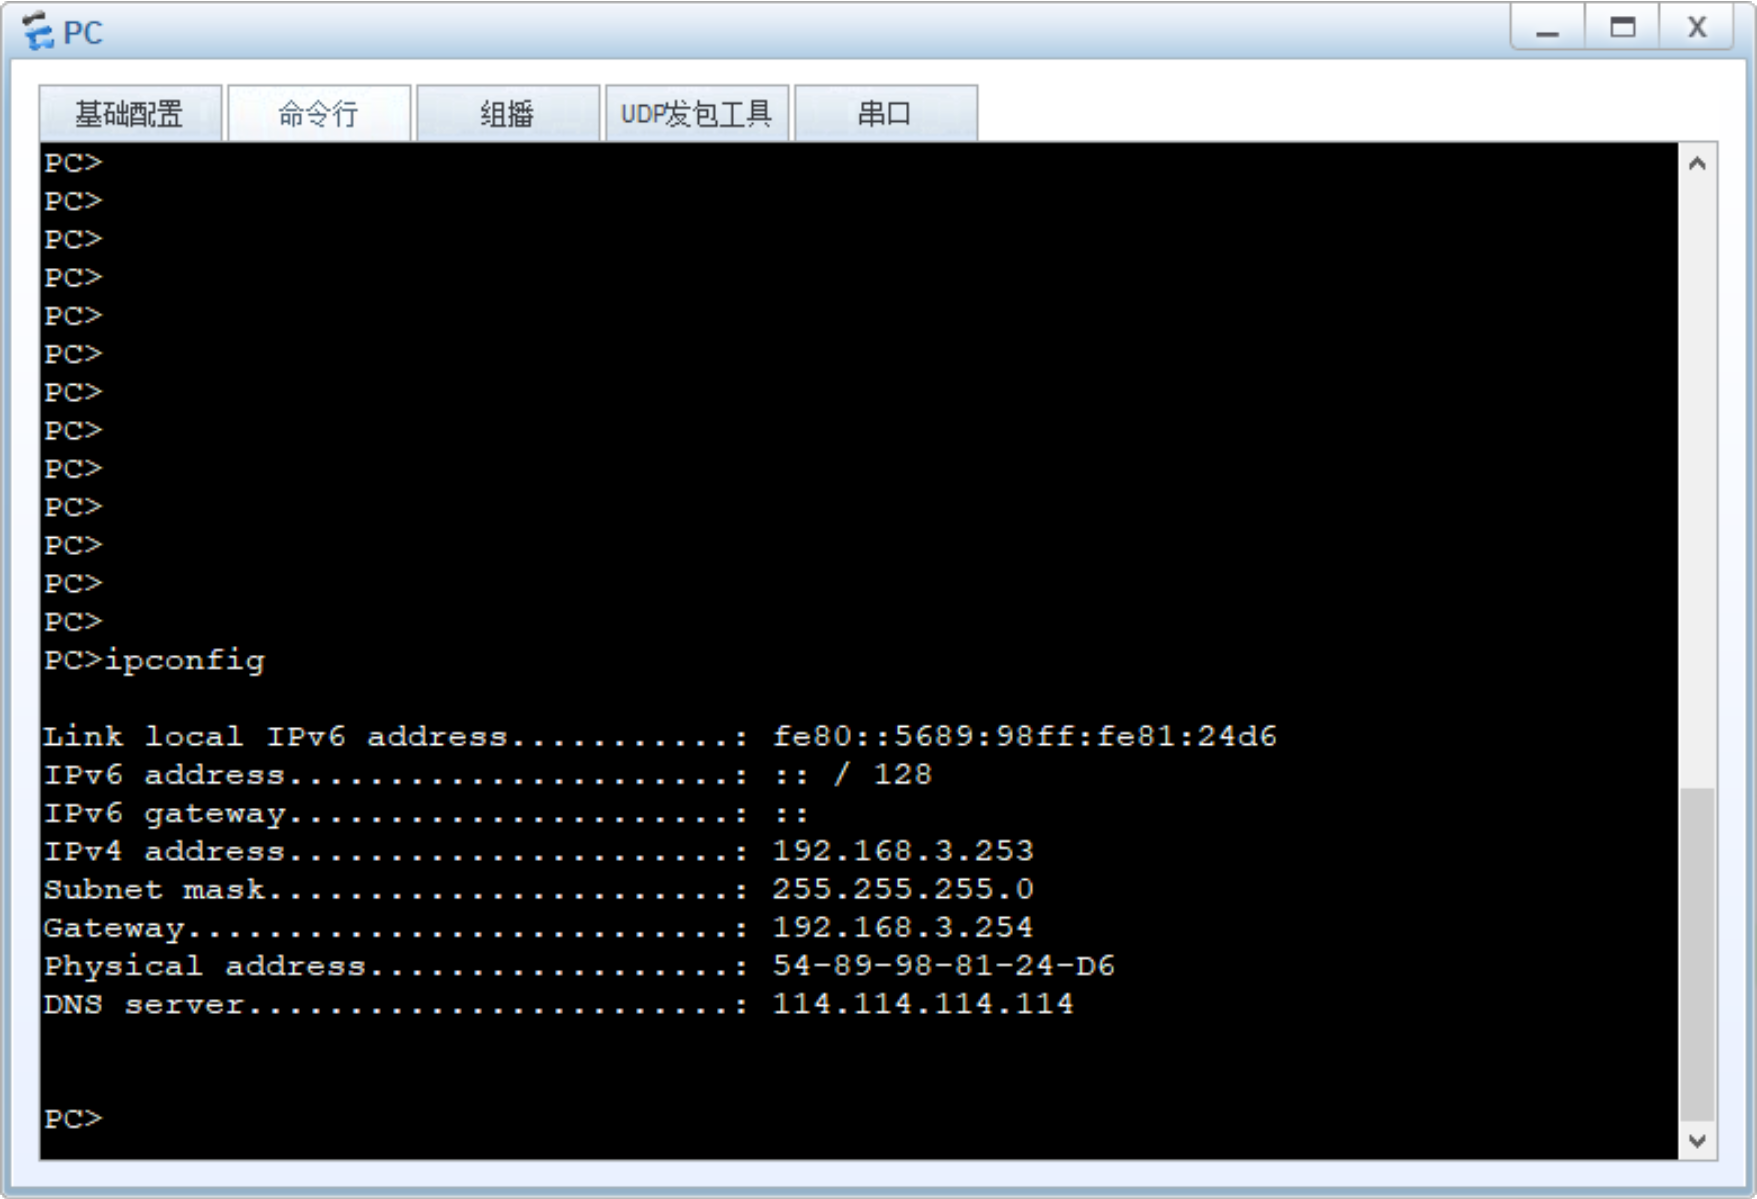 PC
基础配置 命令行 组播 UDP发包工具 串口
PC>
PC>
PC>
PC>
PC>
PC>
PC>
PC>
PC>
PC>
PC>
PC>
PC>
PC>ipconfig
Link local IPv6 address...........: fe80::5689:98ff:fe81:24d6
IPv6 address......................: :: / 128
IPv6 gateway......................: ::
IPv4 address......................: 192.168.3.253
Subnet mask.......................: 255.255.255.0
Gateway...........................: 192.168.3.254
Physical address..................: 54-89-98-81-24-D6
DNS server........................: 114.114.114.114
PC>